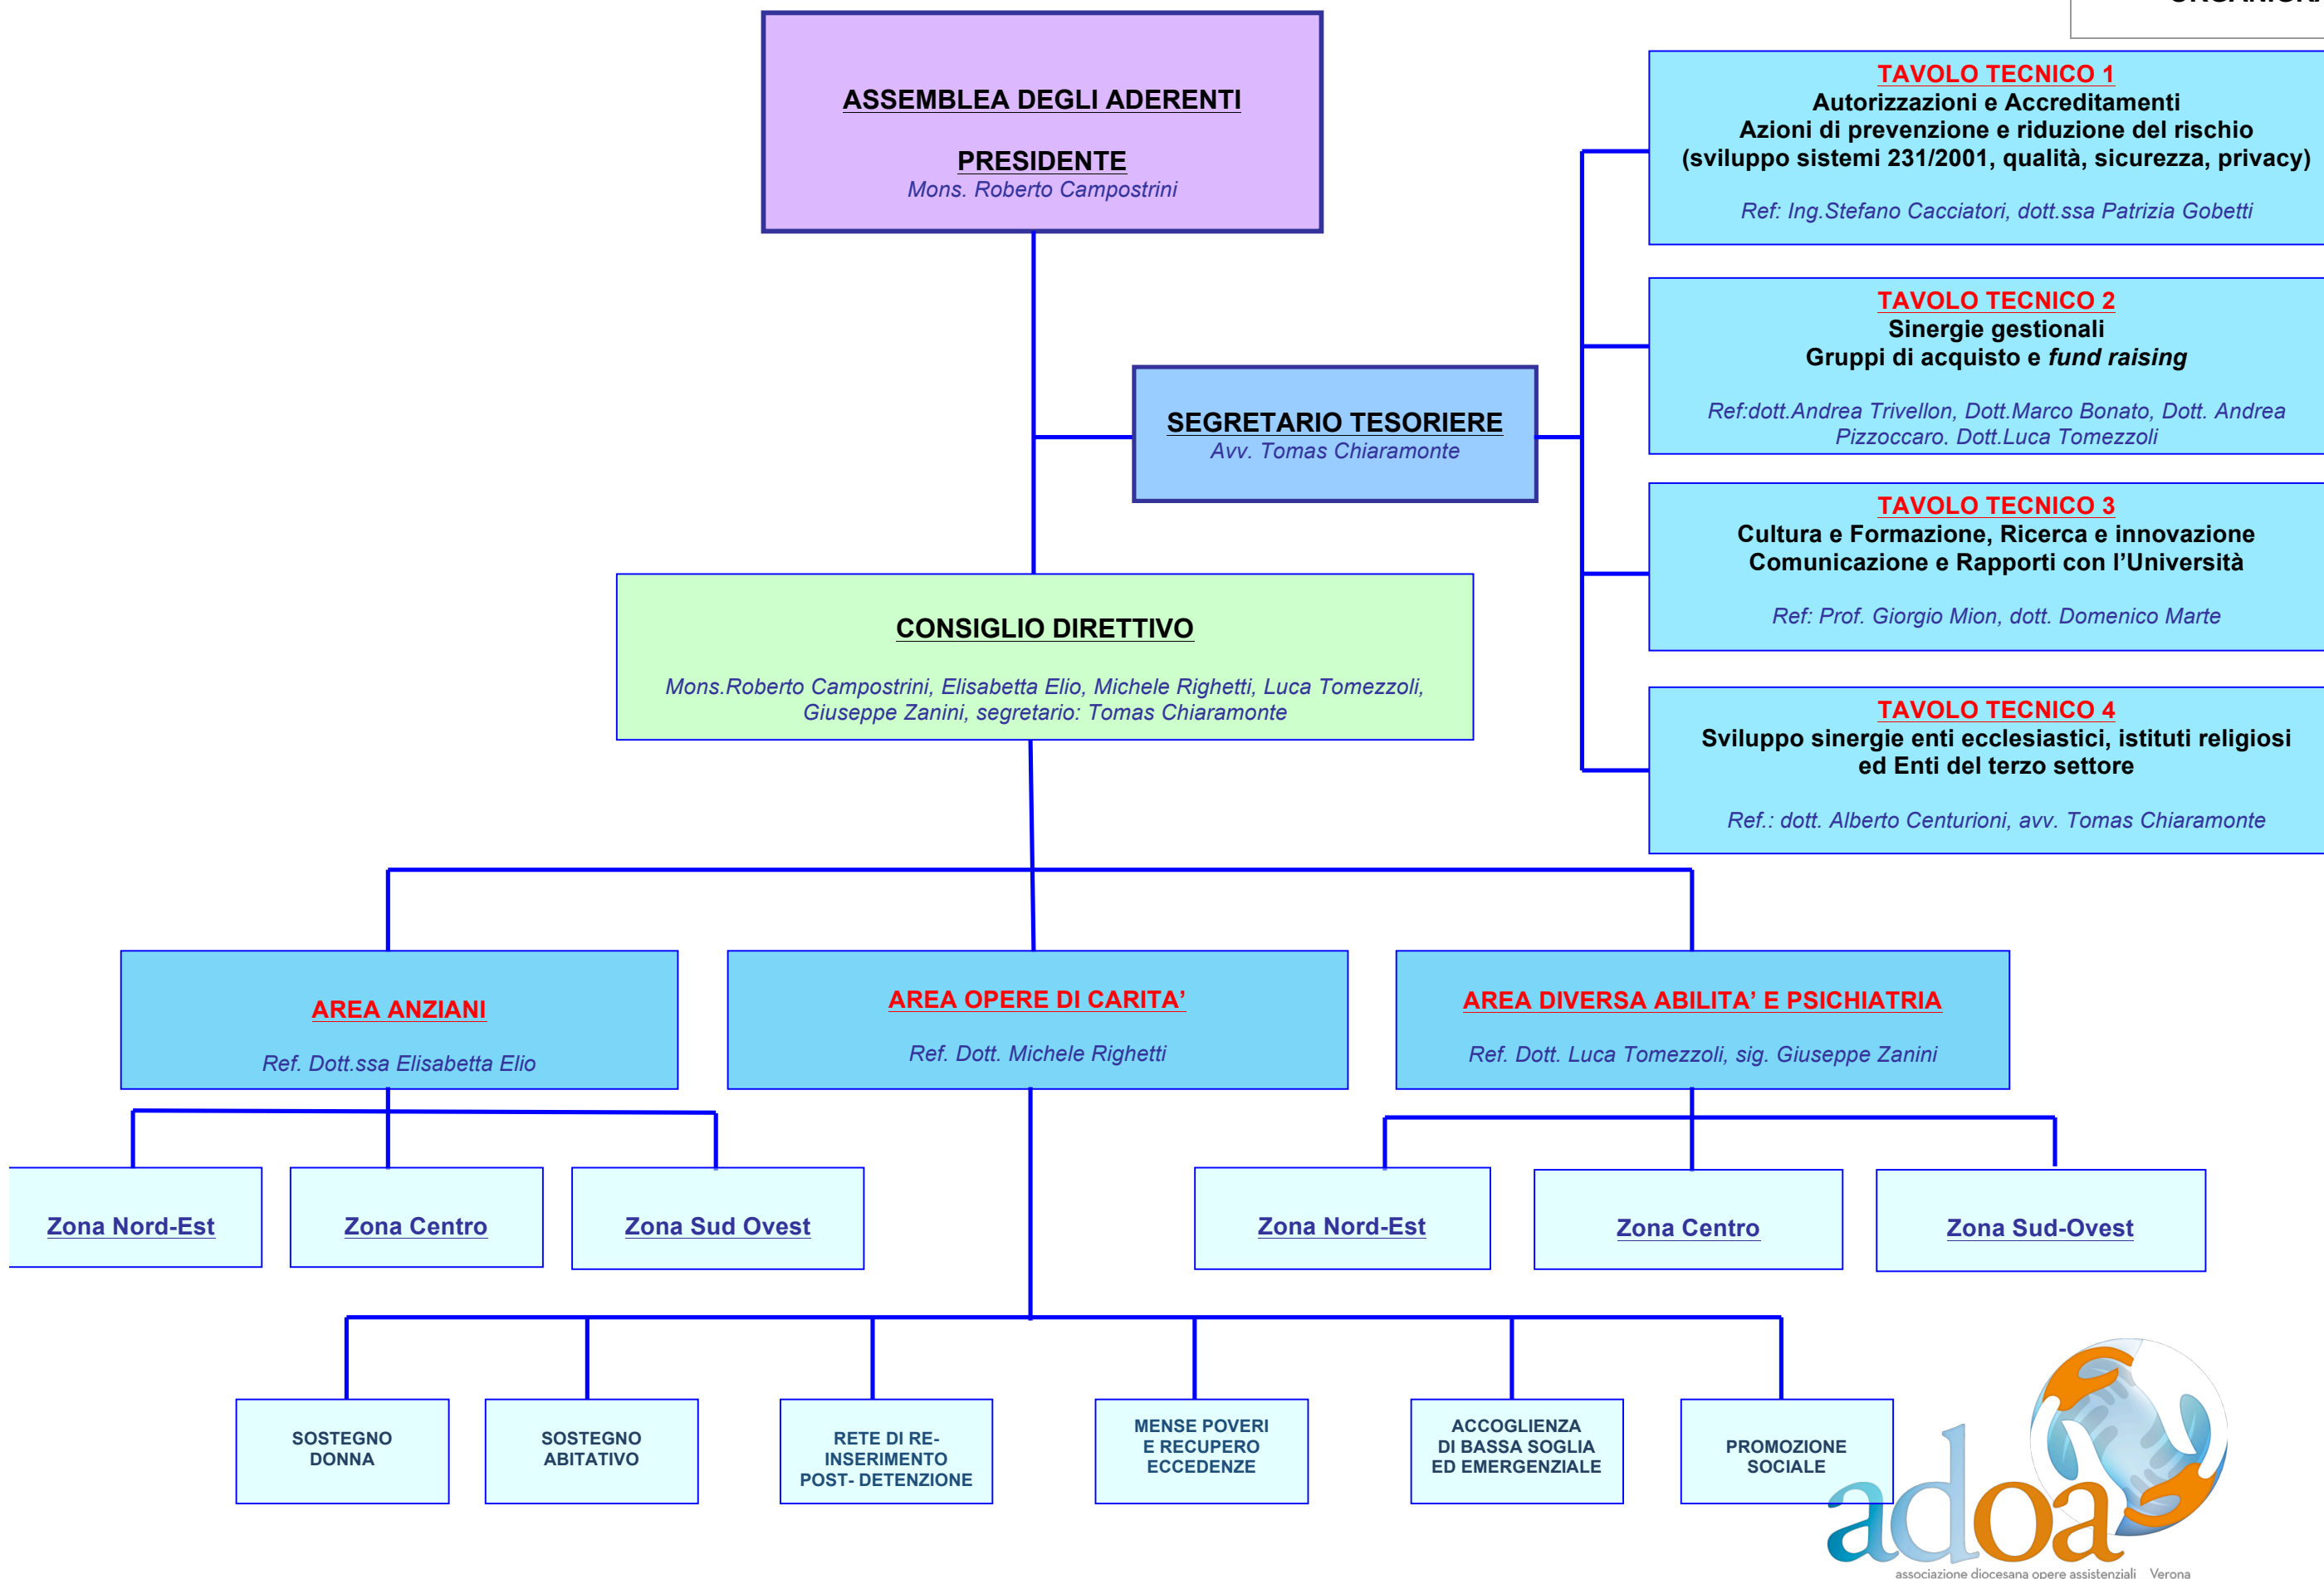 ASSEMBLEA DEGLI ADERENTI
PRESIDENTE
Mons. Roberto Campostrini
TAVOLO TECNICO 1
Autorizzazioni e Accreditamenti
Azioni di prevenzione e riduzione del rischio
(sviluppo sistemi 231/2001, qualità, sicurezza, privacy)
Ref: Ing.Stefano Cacciatori, dott.ssa Patrizia Gobetti
TAVOLO TECNICO 2
Sinergie gestionali
Gruppi di acquisto e fund raising
Ref:dott.Andrea Trivellon, Dott.Marco Bonato, Dott. Andrea
Pizzoccaro. Dott.Luca Tomezzoli
SEGRETARIO TESORIERE
Avv. Tomas Chiaramonte
TAVOLO TECNICO 3
Cultura e Formazione, Ricerca e innovazione
Comunicazione e Rapporti con l’Università
Ref: Prof. Giorgio Mion, dott. Domenico Marte
CONSIGLIO DIRETTIVO
Mons.Roberto Campostrini, Elisabetta Elio, Michele Righetti, Luca Tomezzoli,
Giuseppe Zanini, segretario: Tomas Chiaramonte
TAVOLO TECNICO 4
Sviluppo sinergie enti ecclesiastici, istituti religiosi
ed Enti del terzo settore
Ref.: dott. Alberto Centurioni, avv. Tomas Chiaramonte
AREA ANZIANI
Ref. Dott.ssa Elisabetta Elio
AREA OPERE DI CARITA’
Ref. Dott. Michele Righetti
AREA DIVERSA ABILITA’ E PSICHIATRIA
Ref. Dott. Luca Tomezzoli, sig. Giuseppe Zanini
Zona Nord-Est
Zona Centro
Zona Sud Ovest
Zona Nord-Est
Zona Centro
Zona Sud-Ovest
SOSTEGNO
DONNA
SOSTEGNO
ABITATIVO
RETE DI RE-
INSERIMENTO
POST- DETENZIONE
MENSE POVERI
E RECUPERO
ECCEDENZE
ACCOGLIENZA
DI BASSA SOGLIA
ED EMERGENZIALE
PROMOZIONE
SOCIALE
adoa
associazione diocesana opere assistenziali Verona